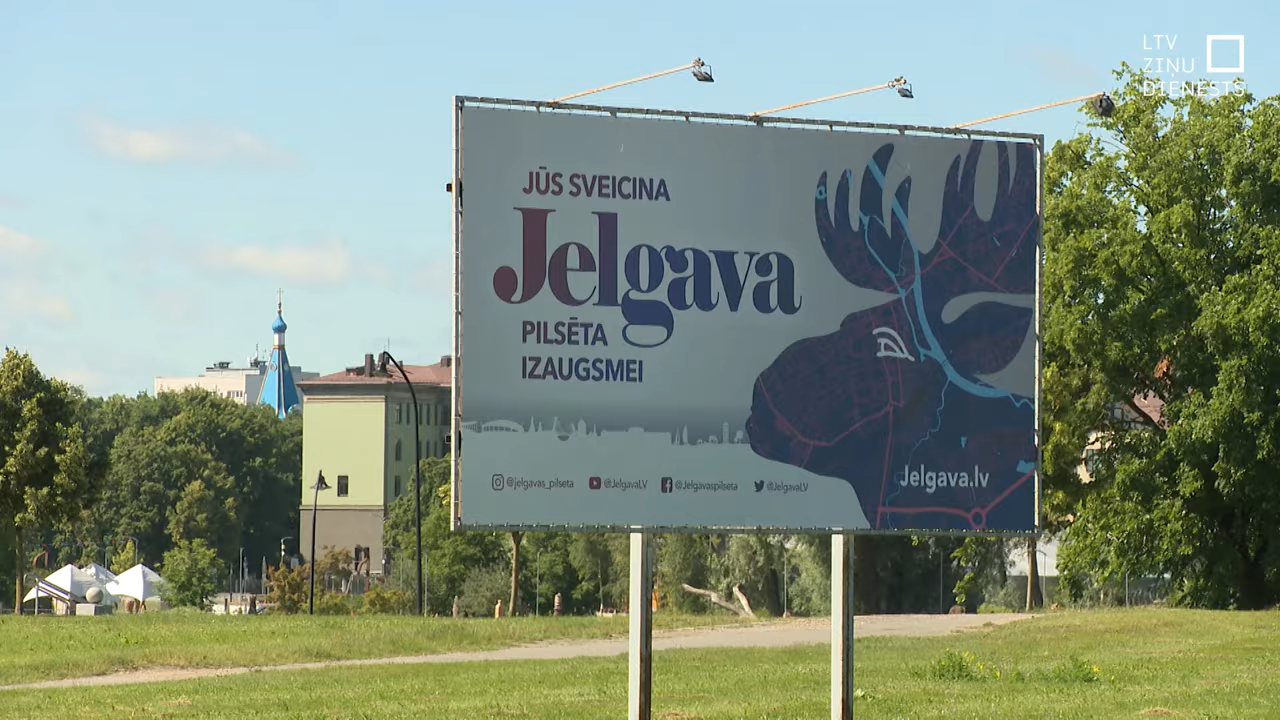 LTV
ZIŅU
DIENESTS
JŪS SVEICINA
Jelgava
PILSĒTA
IZAUGSMEI
@jelgavas_pilseta @JelgavaLV @Jelgavaspilseta @JelgavaLV
Jelgava.lv